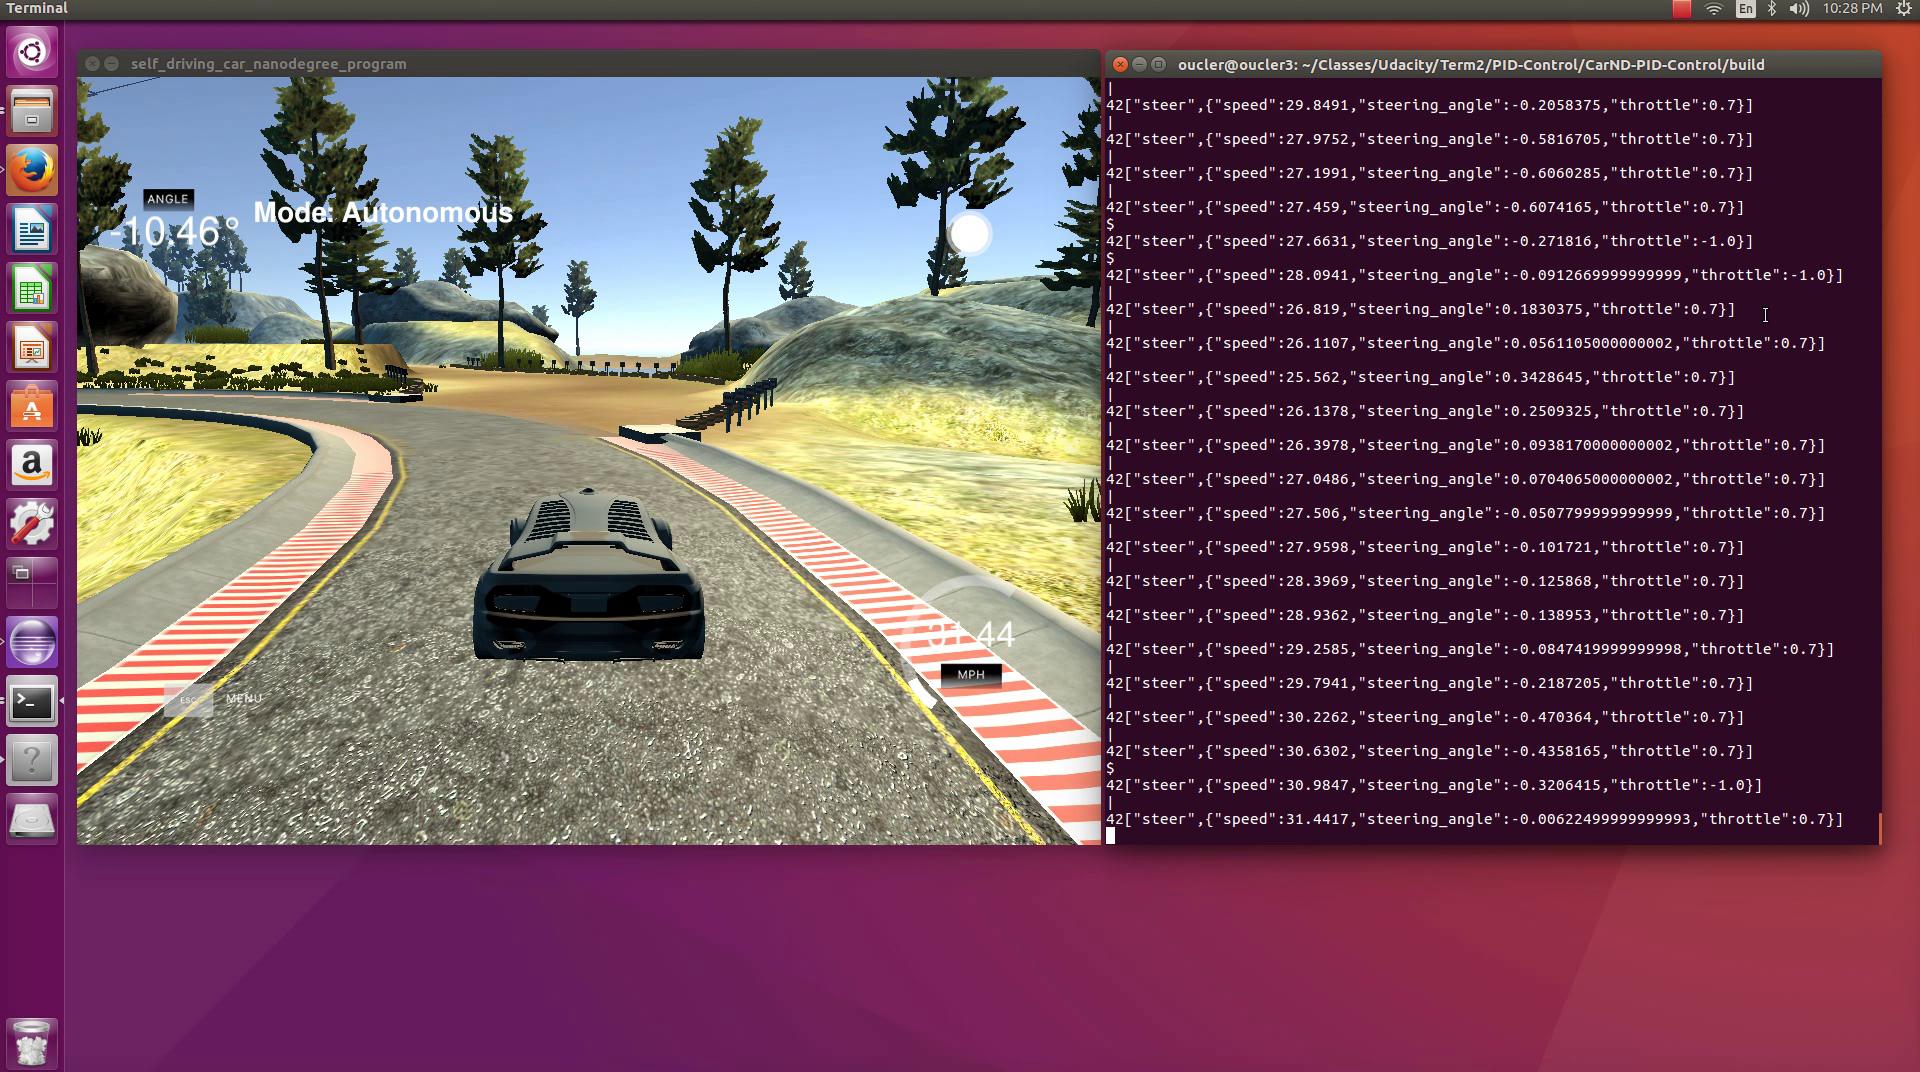 Terminal
En
10:28 PM
self_driving_car_nanodegree_program
ANGLE
-10.46°
Mode: Autonomous
31.44
MPH
ESC
MENU
a
oucler@oucler3: ~/Classes/Udacity/Term2/PID-Control/CarND-PID-Control/build
|
42["steer",{"speed":29.8491,"steering_angle":-0.2058375,"throttle":0.7}]
|
42["steer",{"speed":27.9752,"steering_angle":-0.5816705,"throttle":0.7}]
|
42["steer",{"speed":27.1991,"steering_angle":-0.6060285,"throttle":0.7}]
|
42["steer",{"speed":27.459,"steering_angle":-0.6074165,"throttle":0.7}]
$
42["steer",{"speed":27.6631,"steering_angle":-0.271816,"throttle":-1.0}]
$
42["steer",{"speed":28.0941,"steering_angle":-0.0912669999999999,"throttle":-1.0}]
|
42["steer",{"speed":26.819,"steering_angle":0.1830375,"throttle":0.7}]
|
42["steer",{"speed":26.1107,"steering_angle":0.0561105000000002,"throttle":0.7}]
|
42["steer",{"speed":25.562,"steering_angle":0.3428645,"throttle":0.7}]
|
42["steer",{"speed":26.1378,"steering_angle":0.2509325,"throttle":0.7}]
|
42["steer",{"speed":26.3978,"steering_angle":0.0938170000000002,"throttle":0.7}]
|
42["steer",{"speed":27.0486,"steering_angle":0.0704065000000002,"throttle":0.7}]
|
42["steer",{"speed":27.506,"steering_angle":-0.0507799999999999,"throttle":0.7}]
|
42["steer",{"speed":27.9598,"steering_angle":-0.101721,"throttle":0.7}]
|
42["steer",{"speed":28.3969,"steering_angle":-0.125868,"throttle":0.7}]
|
42["steer",{"speed":28.9362,"steering_angle":-0.138953,"throttle":0.7}]
|
42["steer",{"speed":29.2585,"steering_angle":-0.0847419999999998,"throttle":0.7}]
|
42["steer",{"speed":29.7941,"steering_angle":-0.2187205,"throttle":0.7}]
|
42["steer",{"speed":30.2262,"steering_angle":-0.470364,"throttle":0.7}]
|
42["steer",{"speed":30.6302,"steering_angle":-0.4358165,"throttle":0.7}]
$
42["steer",{"speed":30.9847,"steering_angle":-0.3206415,"throttle":-1.0}]
|
42["steer",{"speed":31.4417,"steering_angle":-0.00622499999999993,"throttle":0.7}]